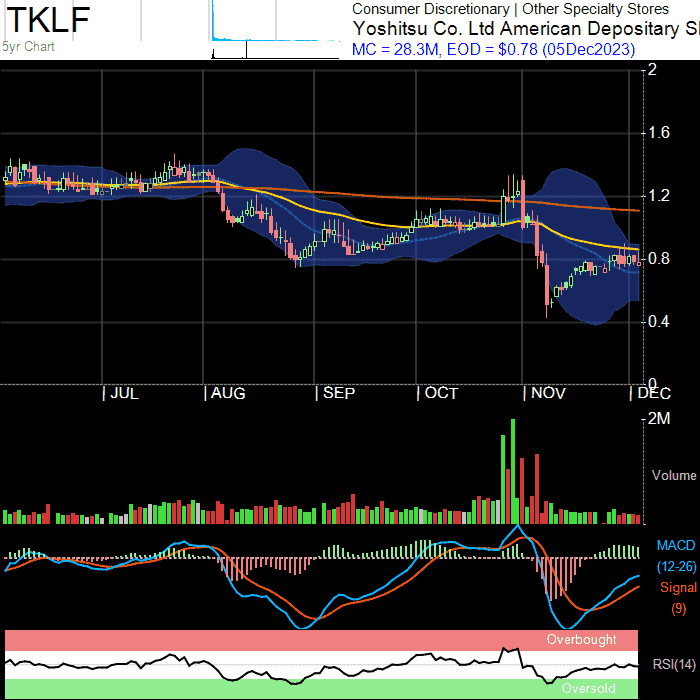 TKLF
5yr Chart
Consumer Discretionary | Other Specialty Stores
Yoshitsu Co. Ltd American Depositary S
MC = 28.3M, EOD = $0.78 (05Dec2023)
2
1.6
1.2
0.8
0.4
0
JUL AUG SEP OCT NOV DEC
2M
Volume
MACD
(12-26)
Signal
(9)
Overbought
RSI(14)
Oversold